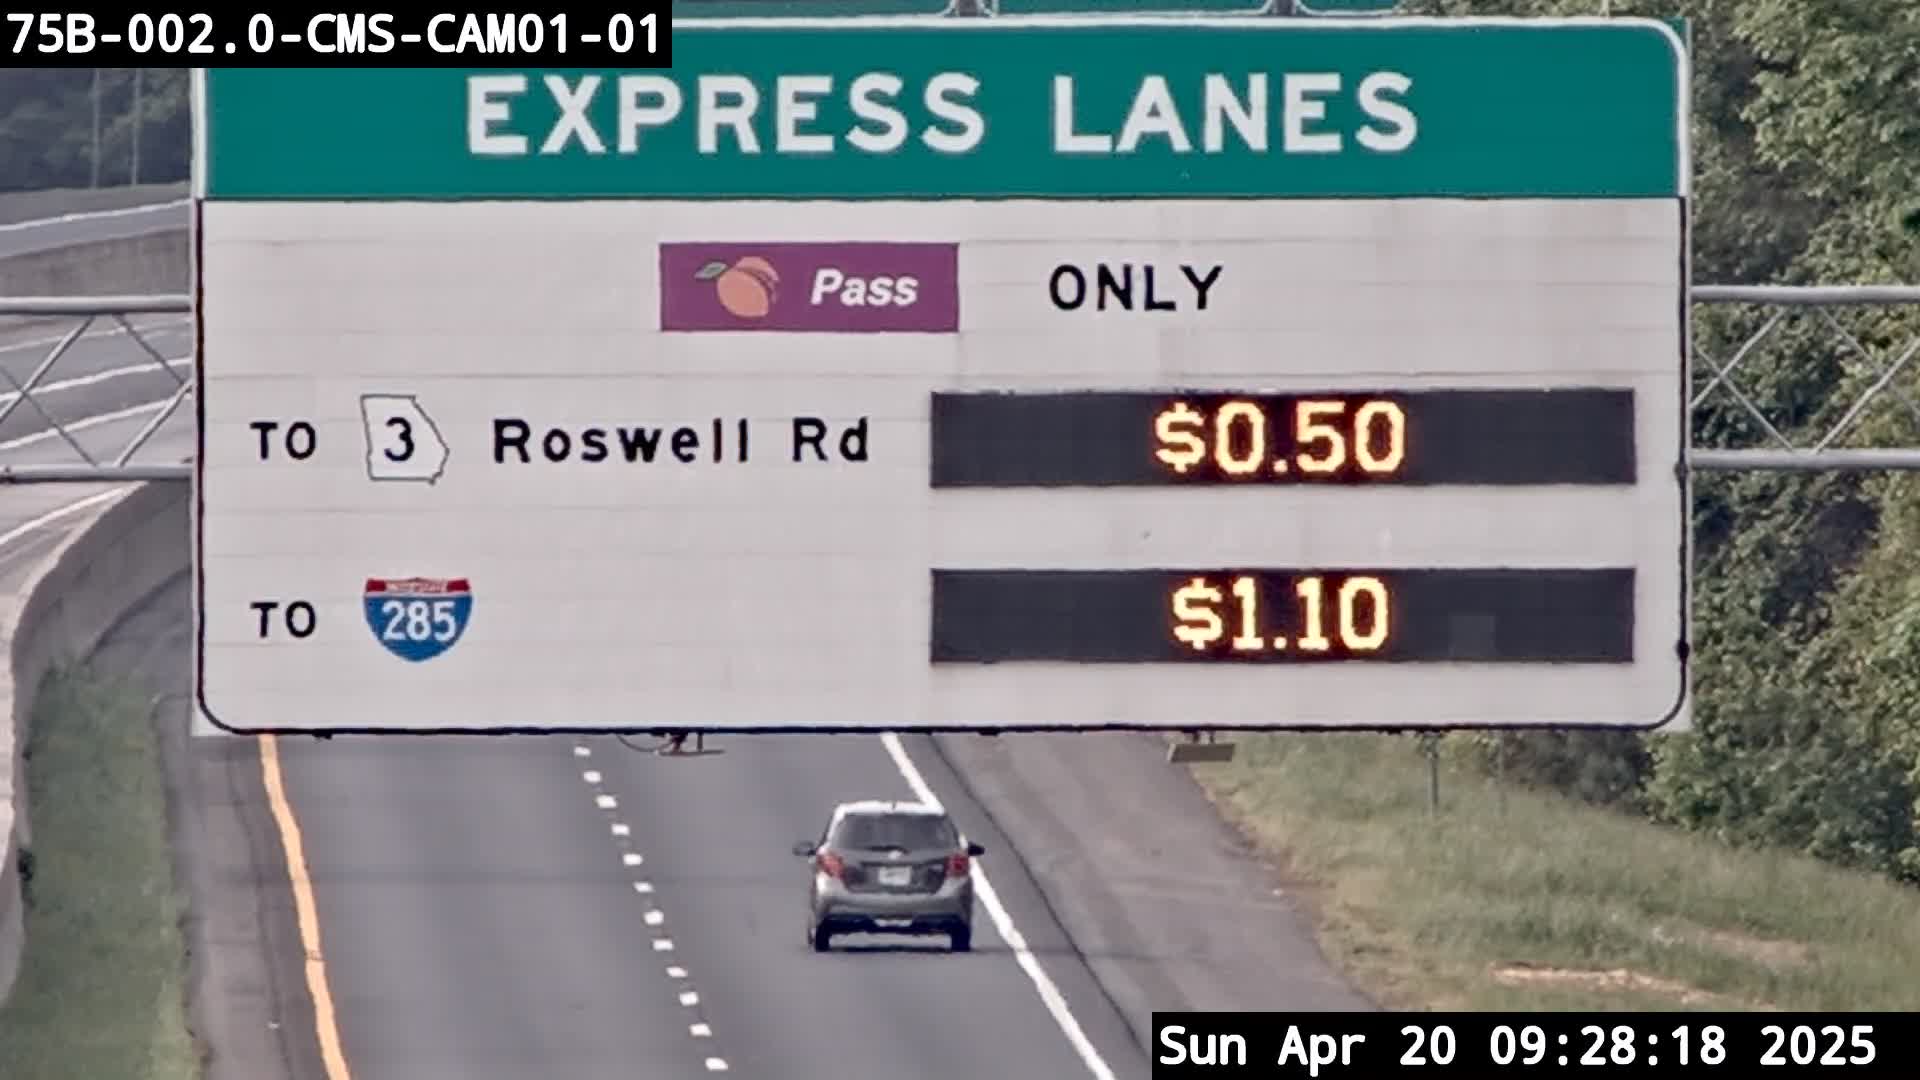 75B-002.0-CMS-CAM01-01
EXPRESS LANES
Pass ONLY
TO 3 Roswell Rd $0.50
TO INTERSTATE 285 $1.10
Sun Apr 20 09:28:18 2025